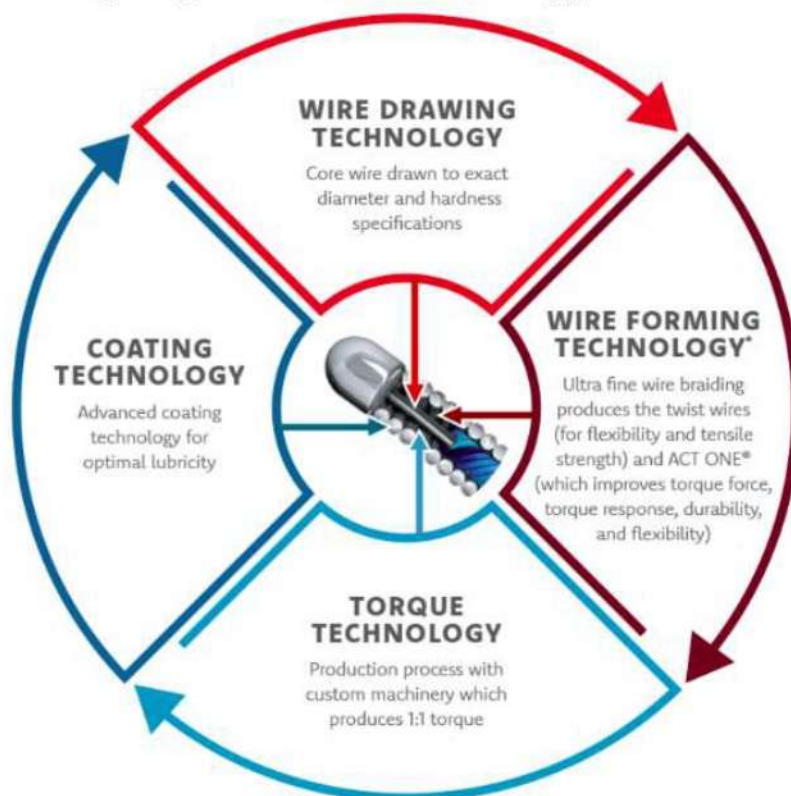 WIRE DRAWING
TECHNOLOGY
Core wire drawn to exact
diameter and hardness
specifications
COATING
TECHNOLOGY
Advanced coating
technology for
optimal lubricity
WIRE FORMING
TECHNOLOGY*
Ultra fine wire braiding
produces the twist wires
(for flexibility and tensile
strength) and ACT ONE®
(which improves torque force,
torque response, durability,
and flexibility)
TORQUE
TECHNOLOGY
Production process with
custom machinery which
produces 1:1 torque